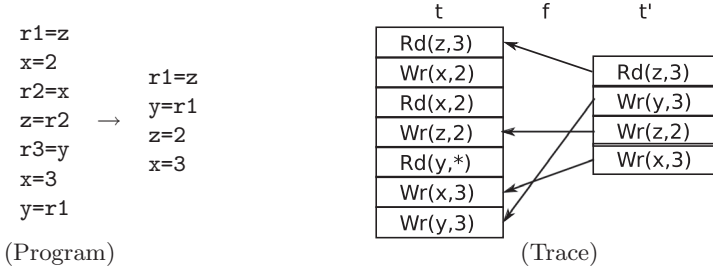 r1=z
x=2
r2=x
z=r2
r3=y
x=3
y=r1
→
r1=z
y=r1
z=2
x=3
(Program)
t f t'
Rd(z,3)
Wr(x,2)
Rd(x,2)
Wr(z,2)
Rd(y,*)
Wr(x,3)
Wr(y,3)
Rd(z,3)
Wr(y,3)
Wr(z,2)
Wr(x,3)
(Trace)